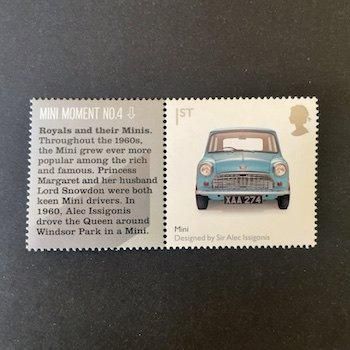 MINI MOMENT NO.4 ⇩
Royals and their Minis.
Throughout the 1960s,
the Mini grew ever more
popular among the rich
and famous. Princess
Margaret and her husband
Lord Snowdon were both
keen Mini drivers. In
1960, Alec Issigonis
drove the Queen around
Windsor Park in a Mini.
1ST
XAA 274
Mini
Designed by Sir Alec Issigonis